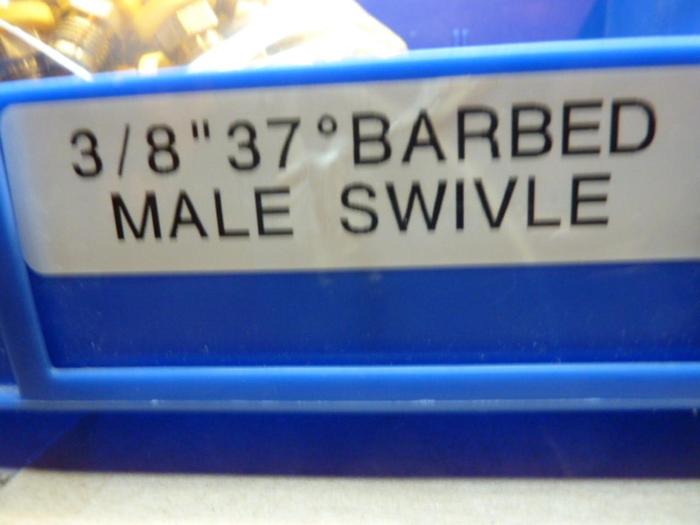 3/8" 37° BARBED
MALE SWIVLE